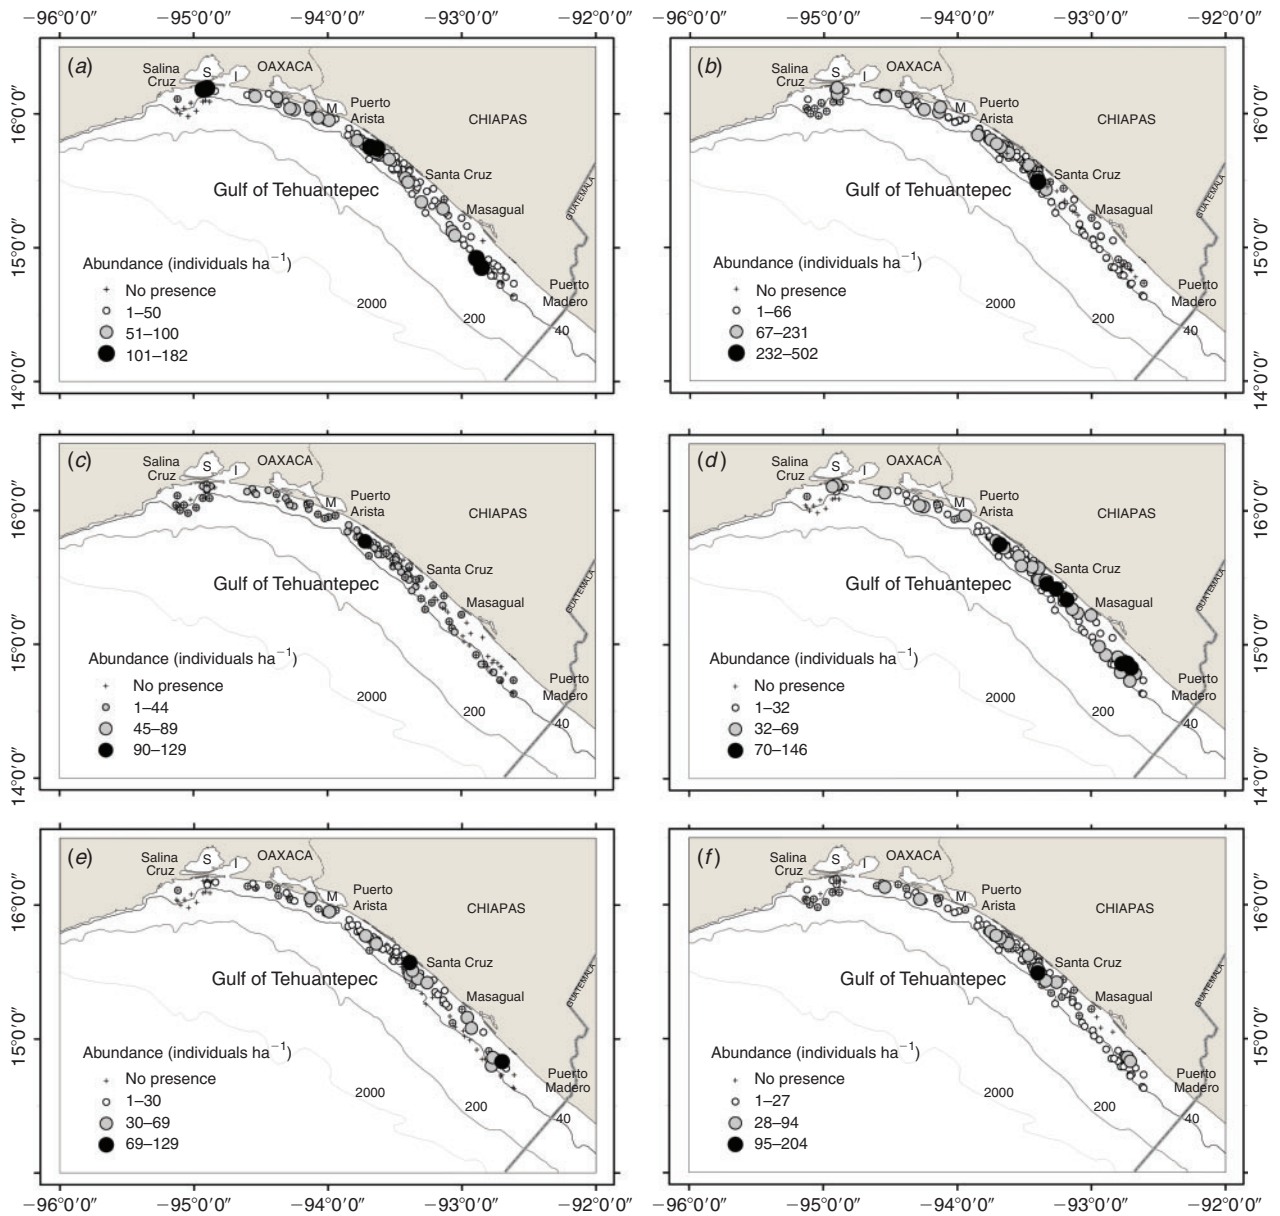 −96°0′0″ −95°0′0″ −94°0′0″ −93°0′0″ −92°0′0″ −96°0′0″ −95°0′0″ −94°0′0″ −93°0′0″ −92°0′0″
(a)
Salina
Cruz
S
I
OAXACA
M
Puerto
Arista
CHIAPAS
Santa Cruz
Gulf of Tehuantepec
Masagual
GUATEMALA
Abundance (individuals ha−1)
No presence
1–50
51–100
101–182
2000
200
40
Puerto
Madero
16°0′0″
15°0′0″
14°0′0″
(b)
Salina
Cruz
S
I
OAXACA
M
Puerto
Arista
CHIAPAS
Santa Cruz
Gulf of Tehuantepec
Masagual
GUATEMALA
Abundance (individuals ha−1)
No presence
1–66
67–231
232–502
2000
200
40
Puerto
Madero
16°0′0″
15°0′0″
14°0′0″
(c)
Salina
Cruz
S
I
OAXACA
M
Puerto
Arista
CHIAPAS
Santa Cruz
Gulf of Tehuantepec
Masagual
GUATEMALA
Abundance (individuals ha−1)
No presence
1–44
45–89
90–129
2000
200
40
Puerto
Madero
16°0′0″
15°0′0″
14°0′0″
(d)
Salina
Cruz
S
I
OAXACA
M
Puerto
Arista
CHIAPAS
Santa Cruz
Gulf of Tehuantepec
Masagual
GUATEMALA
Abundance (individuals ha−1)
No presence
1–32
32–69
70–146
2000
200
40
Puerto
Madero
16°0′0″
15°0′0″
14°0′0″
(e)
Salina
Cruz
S
I
OAXACA
M
Puerto
Arista
CHIAPAS
Santa Cruz
Gulf of Tehuantepec
Masagual
GUATEMALA
Abundance (individuals ha−1)
No presence
1–30
30–69
69–129
2000
200
40
Puerto
Madero
16°0′0″
15°0′0″
(f)
Salina
Cruz
S
I
OAXACA
M
Puerto
Arista
CHIAPAS
Santa Cruz
Gulf of Tehuantepec
Masagual
GUATEMALA
Abundance (individuals ha−1)
No presence
1–27
28–94
95–204
2000
200
40
Puerto
Madero
16°0′0″
15°0′0″
−96°0′0″ −95°0′0″ −94°0′0″ −93°0′0″ −92°0′0″ −96°0′0″ −95°0′0″ −94°0′0″ −93°0′0″ −92°0′0″